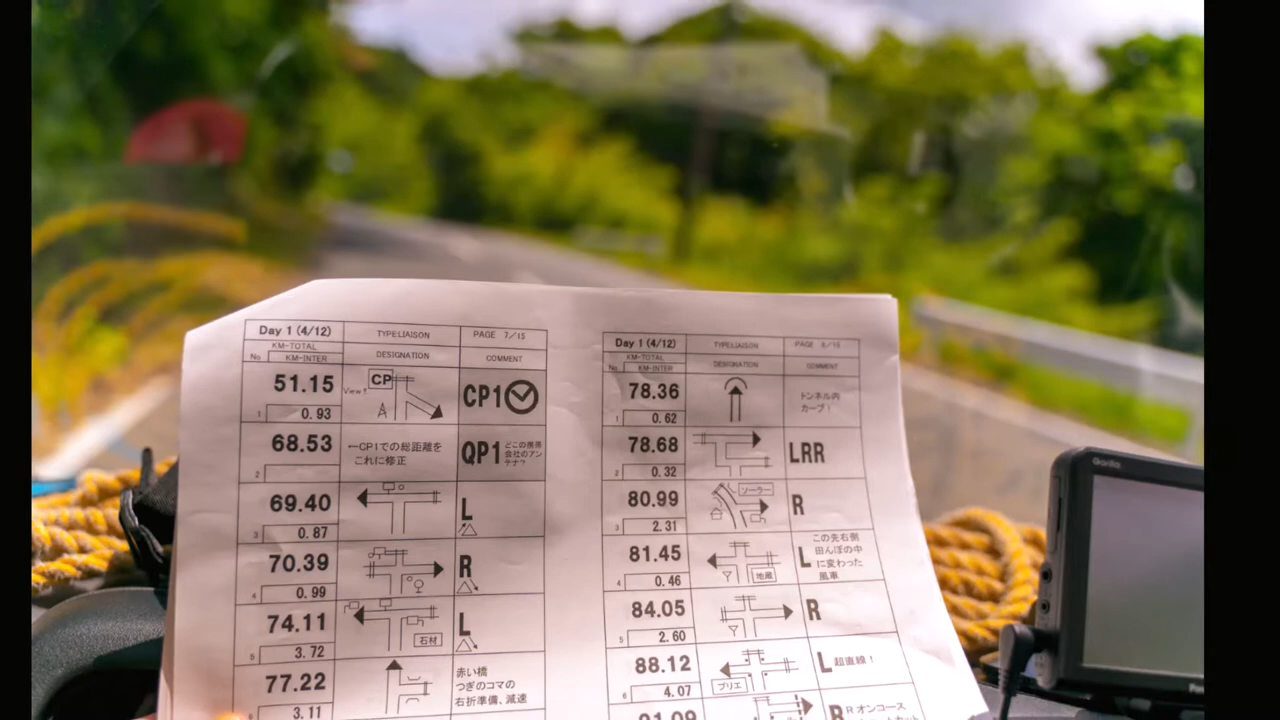 Day 1 (4/12) TYPE:LIAISON PAGE 7/15
KM-TOTAL
No KM-INTER DESIGNATION COMMENT
51.15 View!! CP CP1
1 0.93
68.53 ←CP1での総距離を QP1 どこの携帯
これに修正 会社のアン
テナ?
2
69.40 L
3 0.87
70.39 R
4 0.99
74.11 L
5 3.72 石材
77.22 赤い橋
つぎのコマの
右折準備、減速
3.11
Day 1 (4/12) TYPE:LIAISON PAGE 8/15
KM-TOTAL
No KM-INTER DESIGNATION COMMENT
78.36 トンネル内
カーブ!
1 0.62
78.68 LRR
2 0.32
80.99 ソーラー R
3 2.31
81.45 L この先右側
田んぼの中
に変わった
風車
4 0.46 地蔵
84.05 R
5 2.60
88.12 L 超直線!
6 4.07 ブリエ
R R オンコース
Gorilla